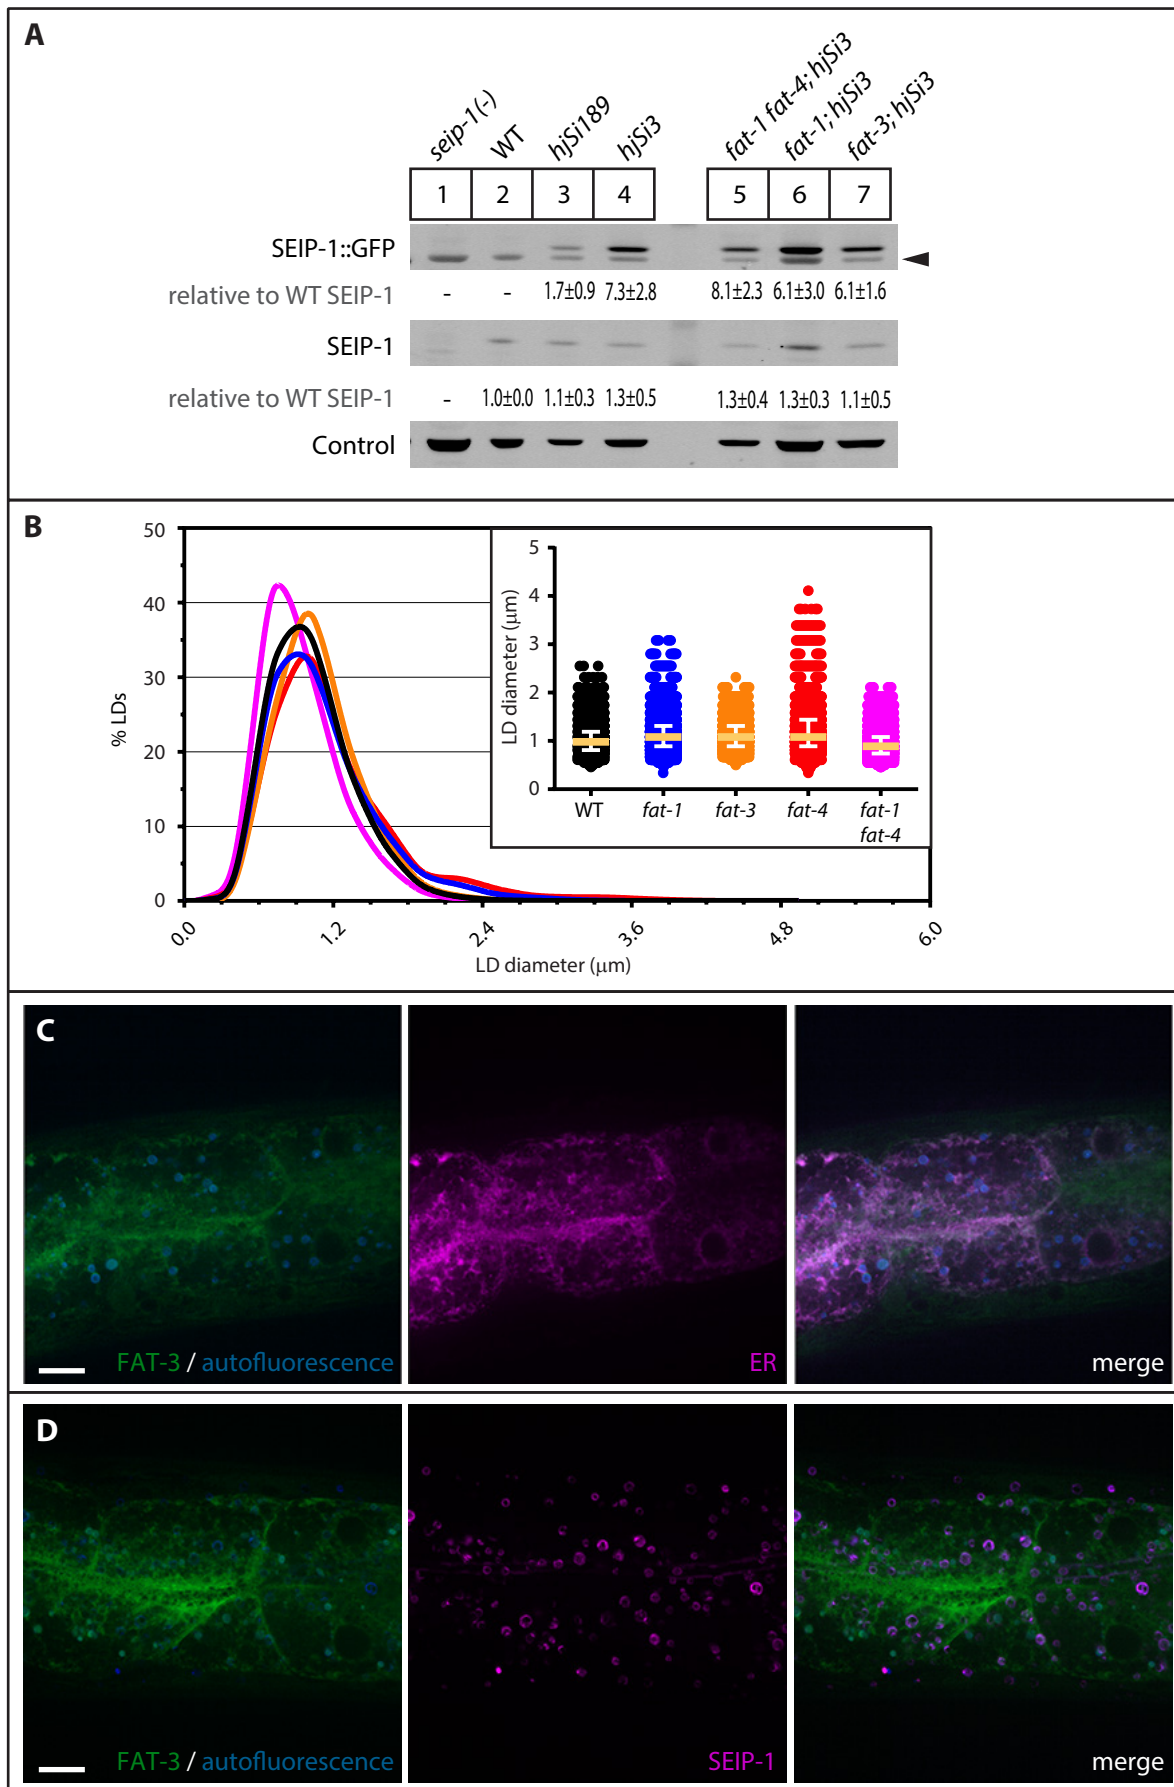 A
seip-1(-) WT hjSi189 hjSi3 fat-1 fat-4; hjSi3 fat-1; hjSi3 fat-3; hjSi3
1 2 3 4 5 6 7
SEIP-1::GFP
relative to WT SEIP-1 - - 1.7±0.9 7.3±2.8 8.1±2.3 6.1±3.0 6.1±1.6
SEIP-1
relative to WT SEIP-1 - 1.0±0.0 1.1±0.3 1.3±0.5 1.3±0.4 1.3±0.3 1.1±0.5
Control
B
% LDs
50
40
30
20
10
0
0.0 1.2 2.4 3.6 4.8 6.0
LD diameter (μm)
LD diameter (μm)
5
4
3
2
1
0
WT fat-1 fat-3 fat-4 fat-1
fat-4
C
FAT-3 / autofluorescence
ER
merge
D
FAT-3 / autofluorescence
SEIP-1
merge